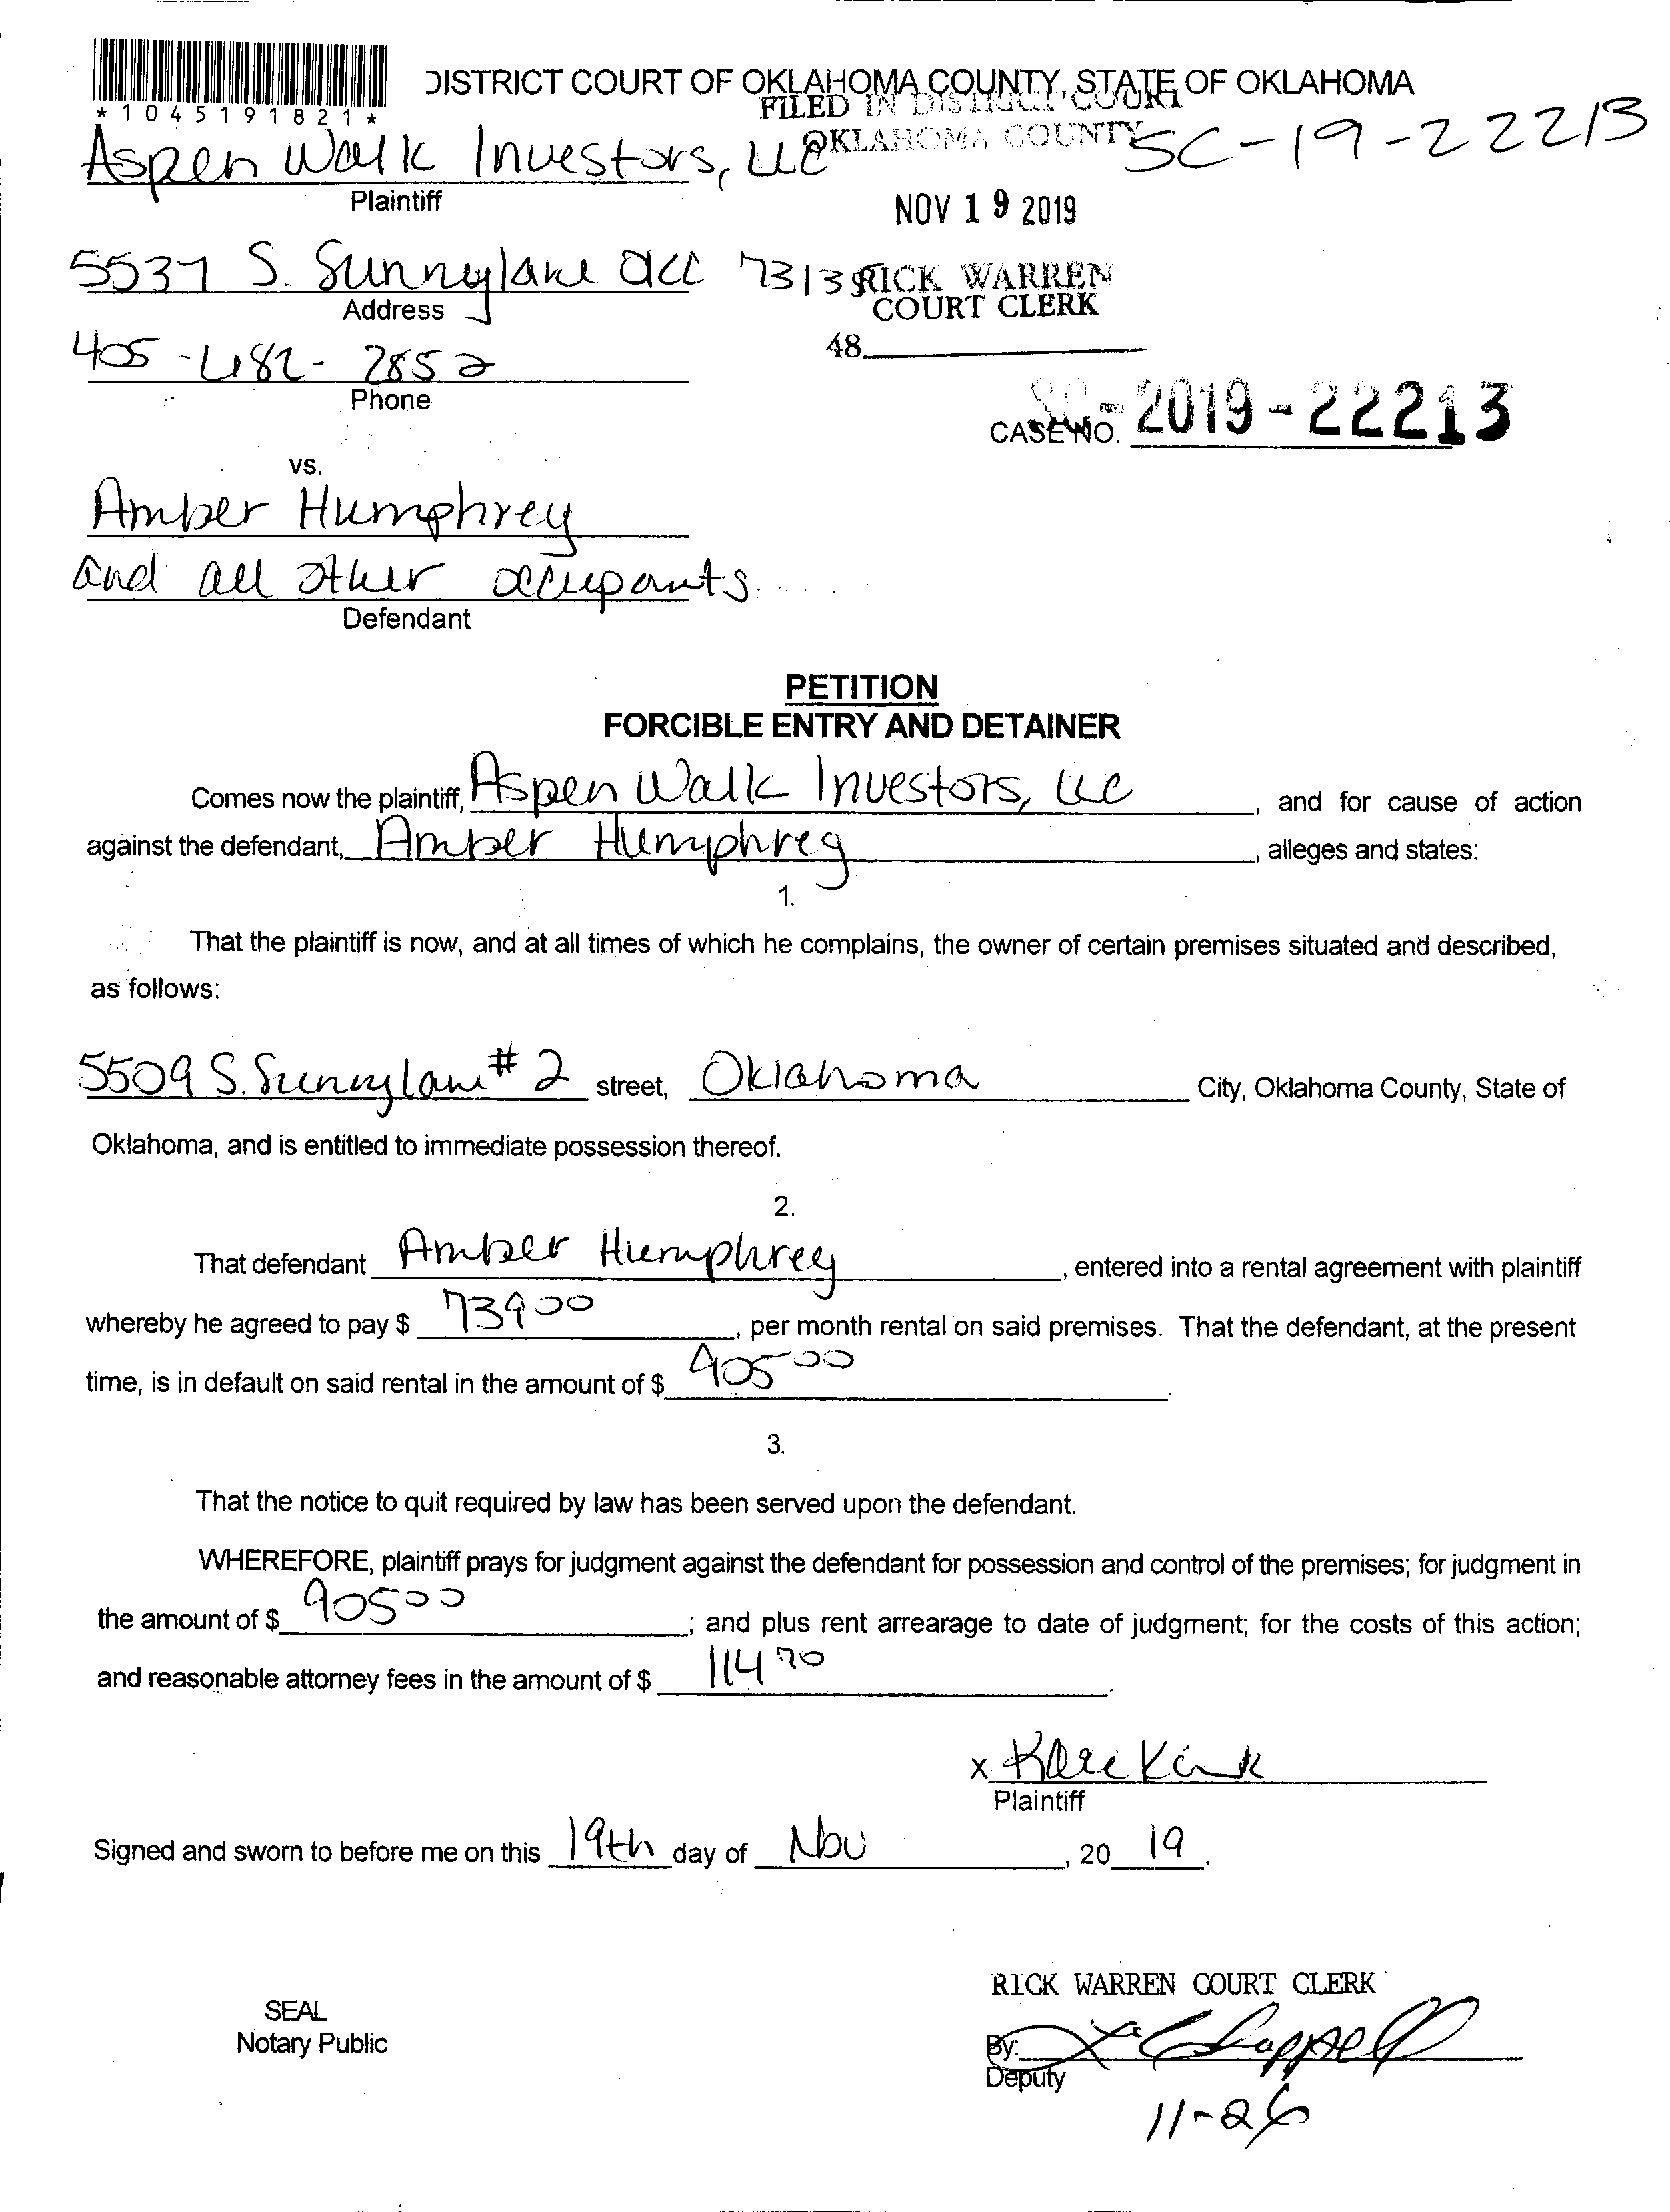 DISTRICT COURT OF OKLAHOMA COUNTY, STATE OF OKLAHOMA
*1045191821*
FILED IN DISTRICT COURT
OKLAHOMA COUNTY
SC-19-22213
Aspen Walk Investors, LLC
Plaintiff
NOV 19 2019
5537 S. Sunnylane OKC 7313
RICK WARREN
COURT CLERK
Address
48
405-  - 2852
Phone
CASE NO. SC-2019-22213
vs.
Amber Humphrey
and all other occupants
Defendant
PETITION
FORCIBLE ENTRY AND DETAINER
Comes now the plaintiff, Aspen Walk Investors, LLC, and for cause of action
against the defendant, Amber Humphrey, alleges and states:
1.
That the plaintiff is now, and at all times of which he complains, the owner of certain premises situated and described,
as follows:
5509 S. Sunnylane # 2 street, Oklahoma City, Oklahoma County, State of
Oklahoma, and is entitled to immediate possession thereof.
2.
That defendant Amber Humphrey, entered into a rental agreement with plaintiff
whereby he agreed to pay $ 739 00, per month rental on said premises. That the defendant, at the present
time, is in default on said rental in the amount of $ 905 00.
3.
That the notice to quit required by law has been served upon the defendant.
WHEREFORE, plaintiff prays for judgment against the defendant for possession and control of the premises; for judgment in
the amount of $ 905 00; and plus rent arrearage to date of judgment; for the costs of this action;
and reasonable attorney fees in the amount of $ 114 70.
x
Plaintiff
Signed and sworn to before me on this 19th day of Nov, 20 19.
RICK WARREN COURT CLERK
SEAL
Notary Public
By:
Deputy
11-26